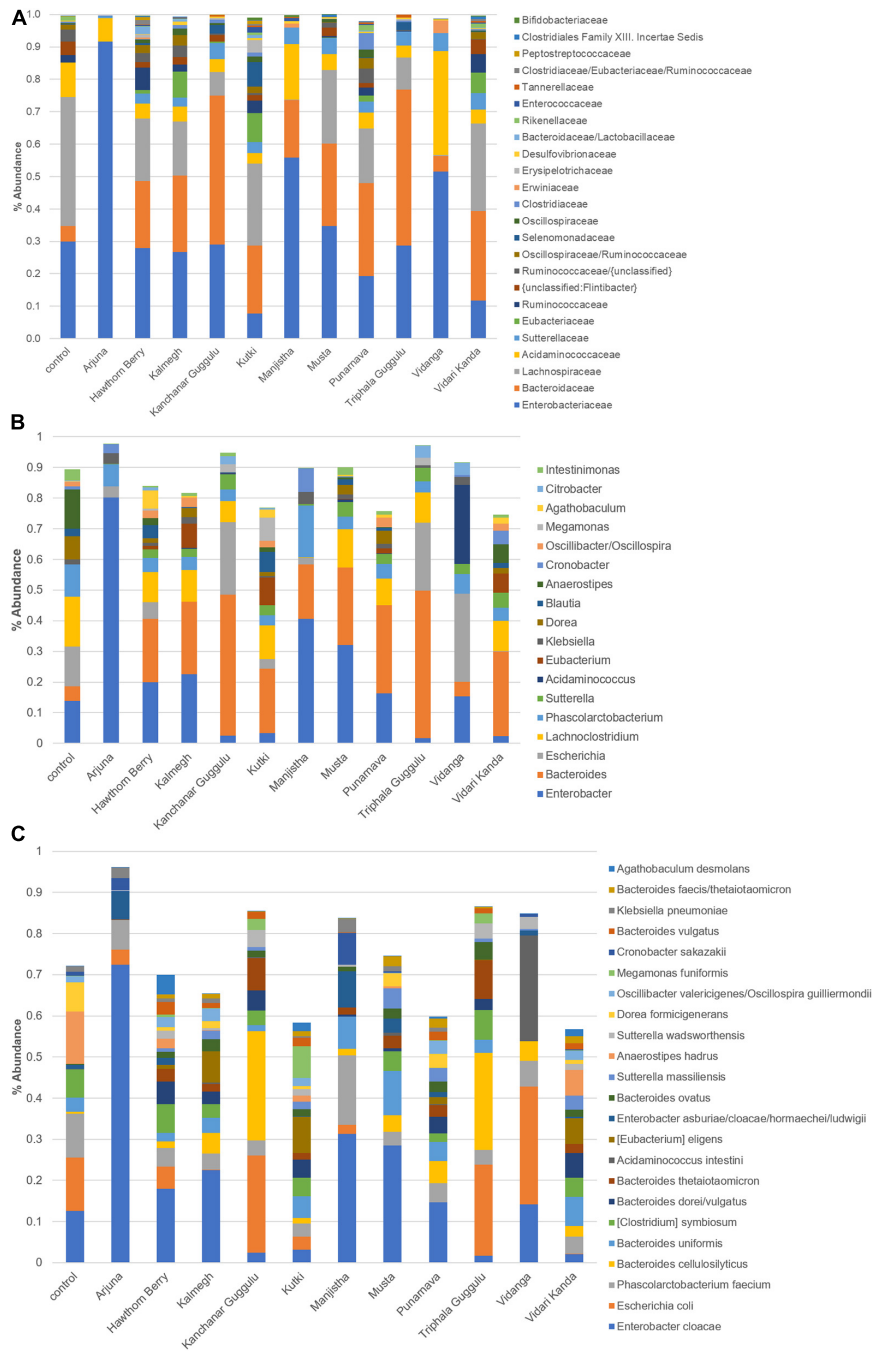 A
% Abundance
1.0
0.9
0.8
0.7
0.6
0.5
0.4
0.3
0.2
0.1
0.0
control
Arjuna
Hawthorn Berry
Kalmegh
Kanchanar Guggulu
Kutki
Manjistha
Musta
Punarnava
Triphala Guggulu
Vidanga
Vidari Kanda
Bifidobacteriaceae
Clostridiales Family XIII. Incertae Sedis
Peptostreptococcaceae
Clostridiaceae/Eubacteriaceae/Ruminococcaceae
Tannerellaceae
Enterococcaceae
Rikenellaceae
Bacteroidaceae/Lactobacillaceae
Desulfovibrionaceae
Erysipelotrichaceae
Erwiniaceae
Clostridiaceae
Oscillospiraceae
Selenomonadaceae
Oscillospiraceae/Ruminococcaceae
Ruminococcaceae/{unclassified}
{unclassified:Flintibacter}
Ruminococcaceae
Eubacteriaceae
Sutterellaceae
Acidaminococcaceae
Lachnospiraceae
Bacteroidaceae
Enterobacteriaceae
B
% Abundance
1
0.9
0.8
0.7
0.6
0.5
0.4
0.3
0.2
0.1
0
control
Arjuna
Hawthorn Berry
Kalmegh
Kanchanar Guggulu
Kutki
Manjistha
Musta
Punarnava
Triphala Guggulu
Vidanga
Vidari Kanda
Intestinimonas
Citrobacter
Agathobaculum
Megamonas
Oscillibacter/Oscillospira
Cronobacter
Anaerostipes
Blautia
Dorea
Klebsiella
Eubacterium
Acidaminococcus
Sutterella
Phascolarctobacterium
Lachnoclostridium
Escherichia
Bacteroides
Enterobacter
C
% Abundance
1
0.9
0.8
0.7
0.6
0.5
0.4
0.3
0.2
0.1
0
control
Arjuna
Hawthorn Berry
Kalmegh
Kanchanar Guggulu
Kutki
Manjistha
Musta
Punarnava
Triphala Guggulu
Vidanga
Vidari Kanda
Agathobaculum desmolans
Bacteroides faecis/thetaiotaomicron
Klebsiella pneumoniae
Bacteroides vulgatus
Cronobacter sakazakii
Megamonas funiformis
Oscillibacter valericigenes/Oscillospira guilliermondii
Dorea formicigenerans
Sutterella wadsworthensis
Anaerostipes hadrus
Sutterella massiliensis
Bacteroides ovatus
Enterobacter asburiae/cloacae/hormaechei/ludwigii
[Eubacterium] eligens
Acidaminococcus intestini
Bacteroides thetaiotaomicron
Bacteroides dorei/vulgatus
[Clostridium] symbiosum
Bacteroides uniformis
Bacteroides cellulosilyticus
Phascolarctobacterium faecium
Escherichia coli
Enterobacter cloacae